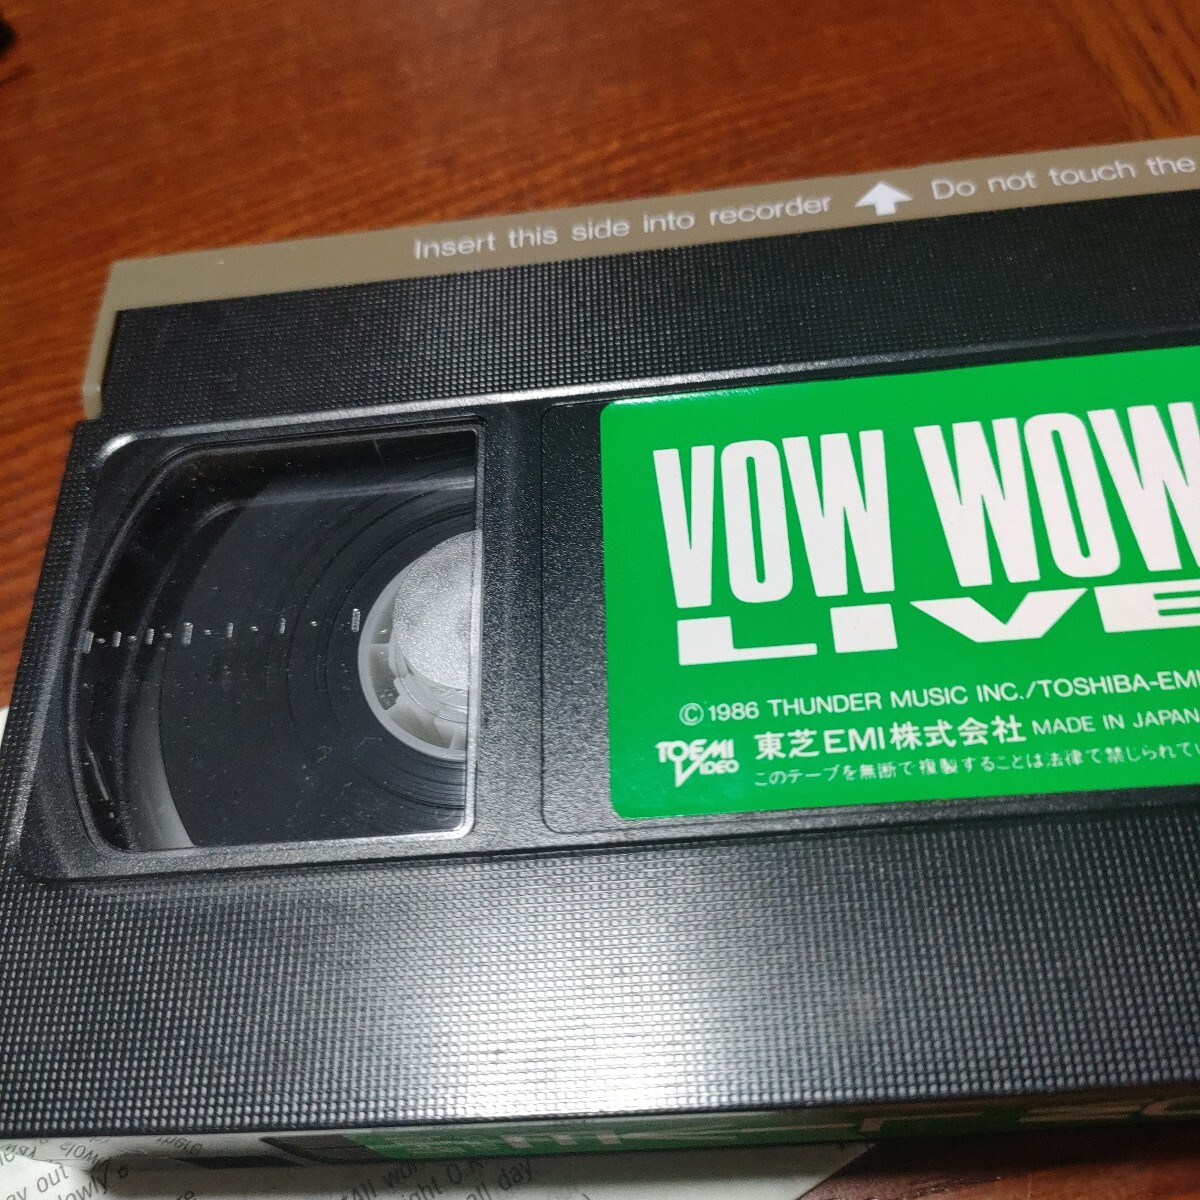 Insert this side into recorder
Do not touch the
VOW WOW
LIVE
©1986 THUNDER MUSIC INC./TOSHIBA-EMI
TOEMI VIDEO
東芝EMI株式会社 MADE IN JAPAN
このテープを無断で複製することは法律で禁じられてい
out
all day